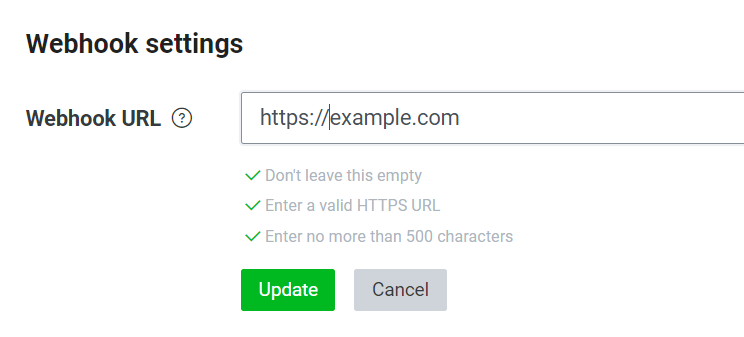 Webhook settings
Webhook URL ?
https://example.com
Don't leave this empty
Enter a valid HTTPS URL
Enter no more than 500 characters
Update Cancel